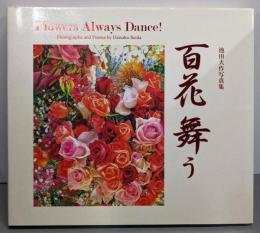 Flowers Always Dance!
Photographs and Poems by Daisaku Ikeda
池田大作写真集
百花舞う